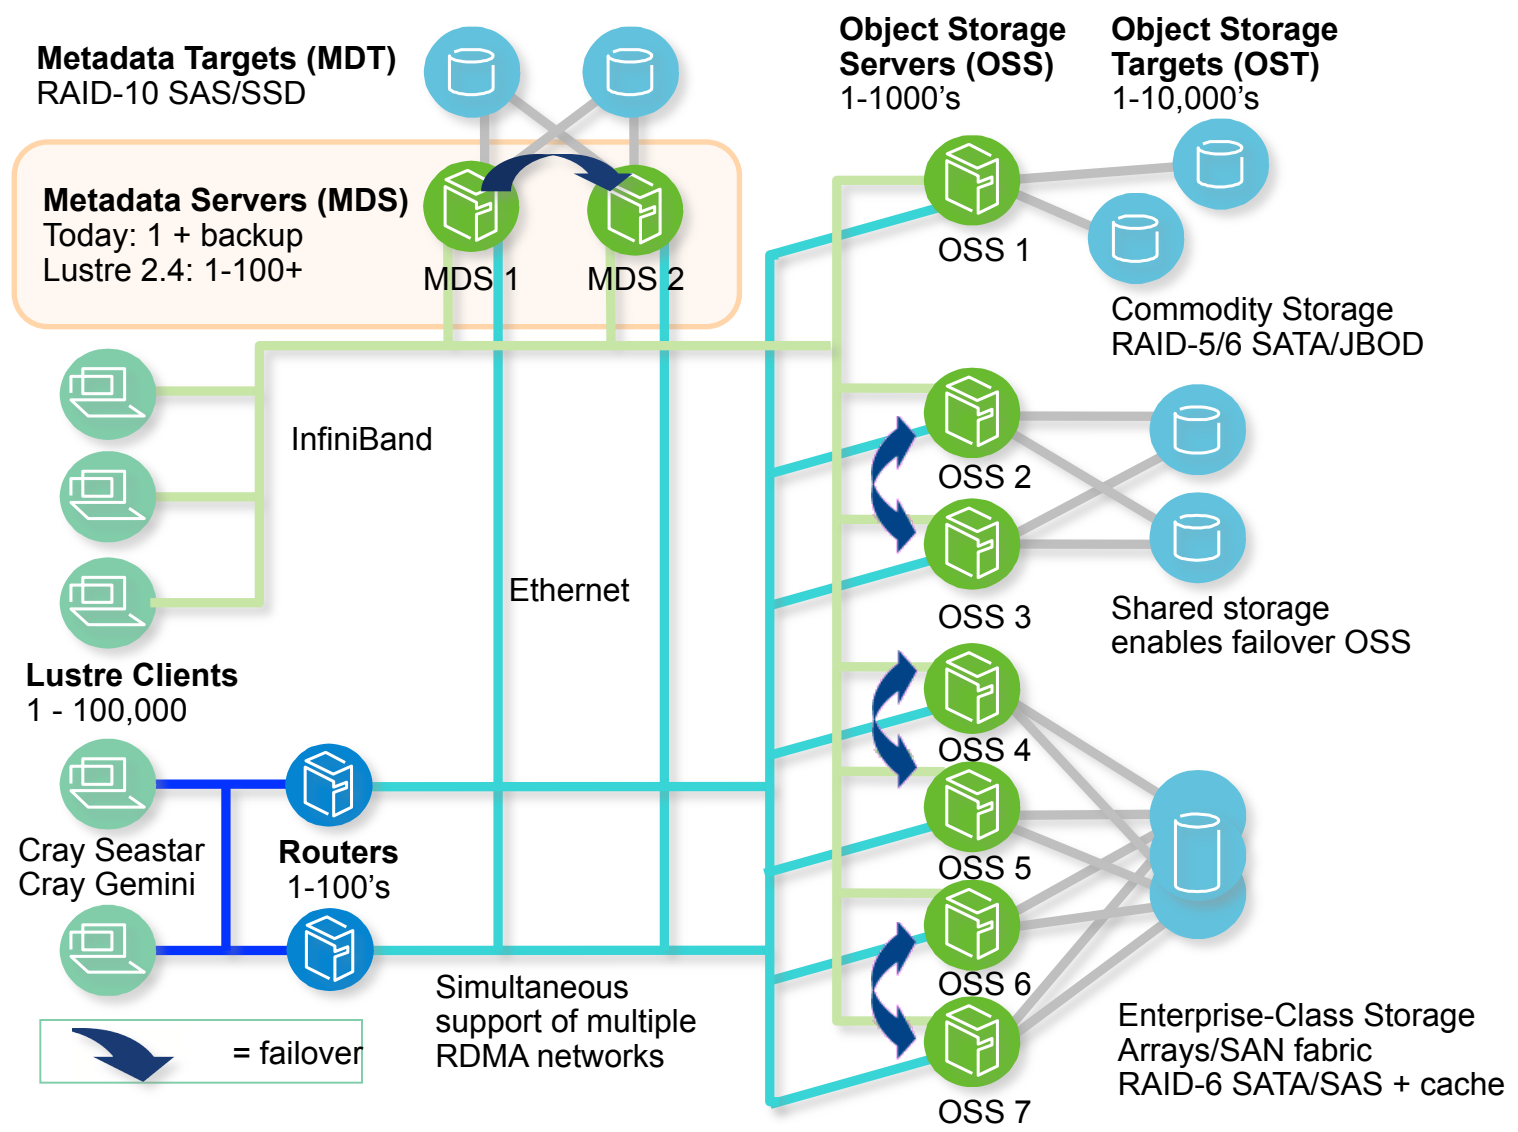 Metadata Targets (MDT)
RAID-10 SAS/SSD
Object Storage
Servers (OSS)
1-1000’s
Object Storage
Targets (OST)
1-10,000’s
Metadata Servers (MDS)
Today: 1 + backup
Lustre 2.4: 1-100+
MDS 1
MDS 2
OSS 1
Commodity Storage
RAID-5/6 SATA/JBOD
InfiniBand
OSS 2
Ethernet
OSS 3
Shared storage
enables failover OSS
Lustre Clients
1 - 100,000
OSS 4
Cray Seastar
Cray Gemini
Routers
1-100’s
OSS 5
OSS 6
Simultaneous
support of multiple
RDMA networks
= failover
Enterprise-Class Storage
Arrays/SAN fabric
RAID-6 SATA/SAS + cache
OSS 7